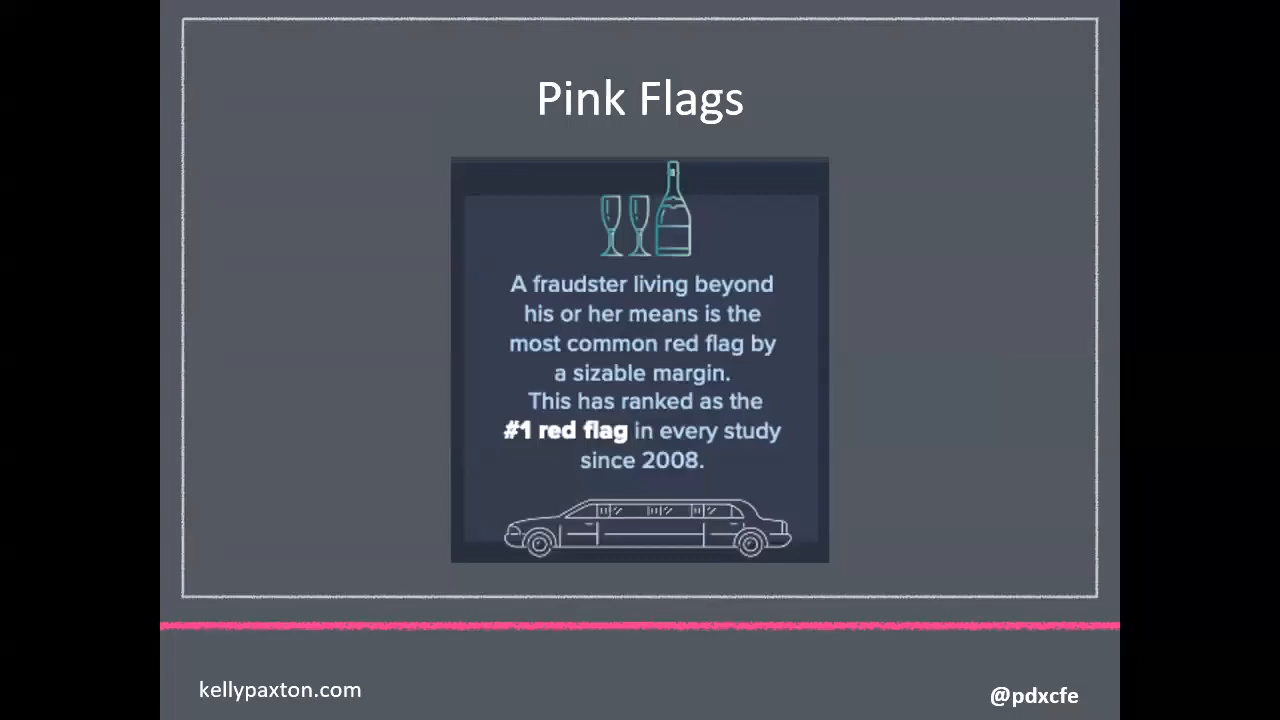 Pink Flags
A fraudster living beyond
his or her means is the
most common red flag by
a sizable margin.
This has ranked as the
#1 red flag in every study
since 2008.
kellypaxton.com
@pdxcfe